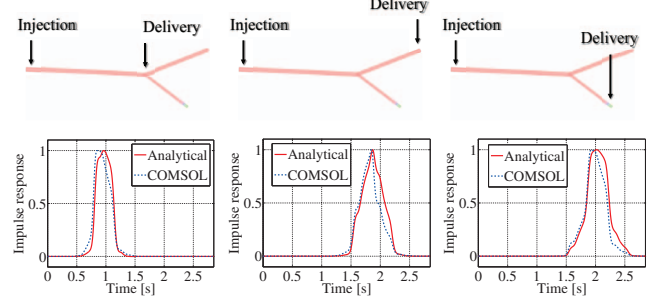 Injection
Delivery
Injection
Delivery
Injection
Delivery
Impulse response
1
0.5
0
Analytical
COMSOL
0 0.5 1 1.5 2 2.5
Time [s]
Impulse response
1
0.5
0
Analytical
COMSOL
0 0.5 1 1.5 2 2.5
Time [s]
Impulse response
1
0.5
0
Analytical
COMSOL
0 0.5 1 1.5 2 2.5
Time [s]